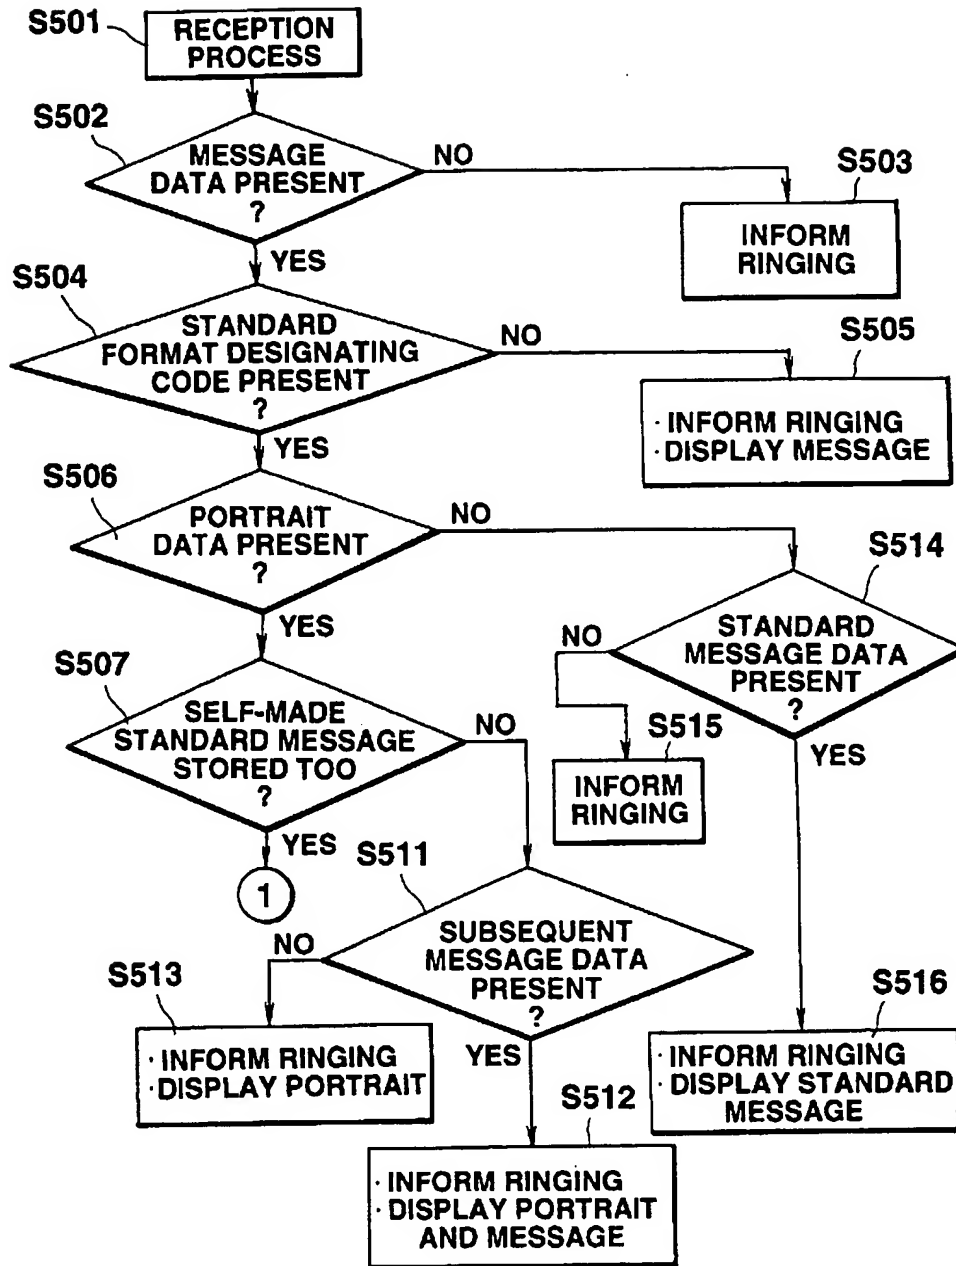 S501
RECEPTION
PROCESS
S502
MESSAGE
DATA PRESENT
?
NO
YES
S503
INFORM
RINGING
S504
STANDARD
FORMAT DESIGNATING
CODE PRESENT
?
NO
YES
S505
· INFORM RINGING
· DISPLAY MESSAGE
S506
PORTRAIT
DATA PRESENT
?
NO
YES
S514
STANDARD
MESSAGE DATA
PRESENT
?
NO
YES
S507
SELF-MADE
STANDARD MESSAGE
STORED TOO
?
NO
YES
S515
INFORM
RINGING
1
S511
SUBSEQUENT
MESSAGE DATA
PRESENT
?
NO
YES
S513
· INFORM RINGING
· DISPLAY PORTRAIT
S516
· INFORM RINGING
· DISPLAY STANDARD
MESSAGE
S512
· INFORM RINGING
· DISPLAY PORTRAIT
AND MESSAGE